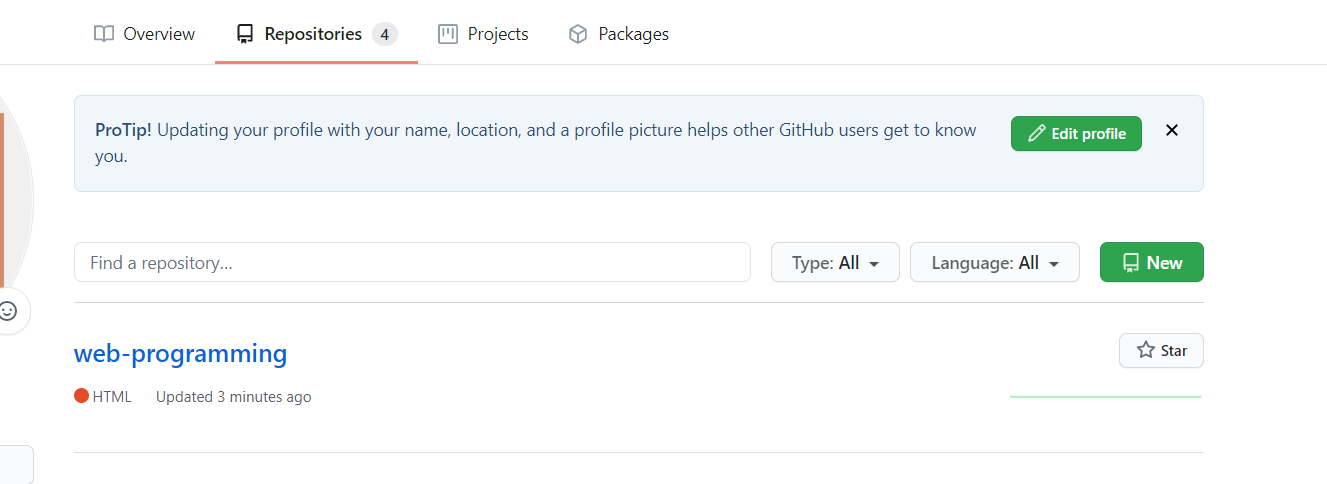 Overview Repositories 4 Projects Packages
ProTip! Updating your profile with your name, location, and a profile picture helps other GitHub users get to know
you.
Edit profile
Find a repository…
Type: All
Language: All
New
web-programming
Star
HTML Updated 3 minutes ago